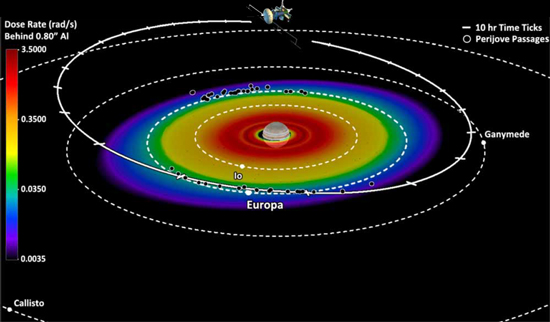 Dose Rate (rad/s)
Behind 0.80" Al
3.5000
0.3500
0.0350
0.0035
10 hr Time Ticks
Perijove Passages
Ganymede
Io
Europa
Callisto